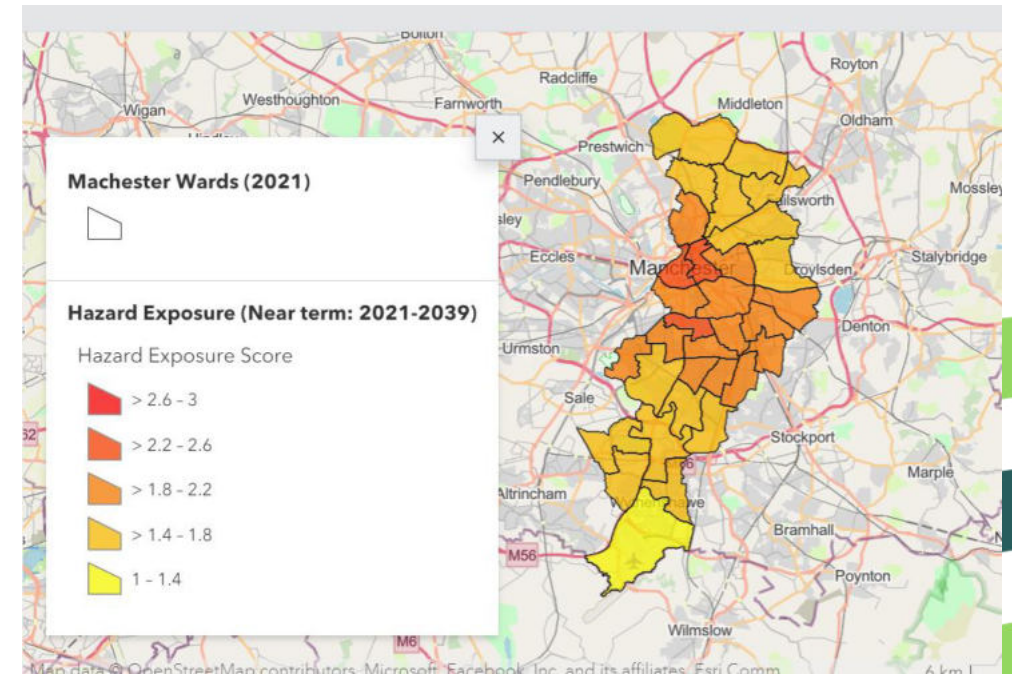 Bolton
Royton
Radcliffe
Wigan
Westhoughton
Farnworth
Middleton
Oldham
×
Prestwich
Machester Wards (2021)
Pendlebury
Mossley
ailsworth
sley
Eccles
Manchester
Droylsden
Stalybridge
Hazard Exposure (Near term: 2021-2039)
Denton
Hazard Exposure Score
Urmston
> 2.6 – 3
Sale
> 2.2 – 2.6
Stockport
Marple
> 1.8 – 2.2
Altrincham
Wythenshawe
> 1.4 – 1.8
Bramhall
M56
1 – 1.4
Poynton
Wilmslow
M6
Map data © OpenStreetMap contributors, Microsoft, Facebook, Inc. and its affiliates, Esri Comm
6 km